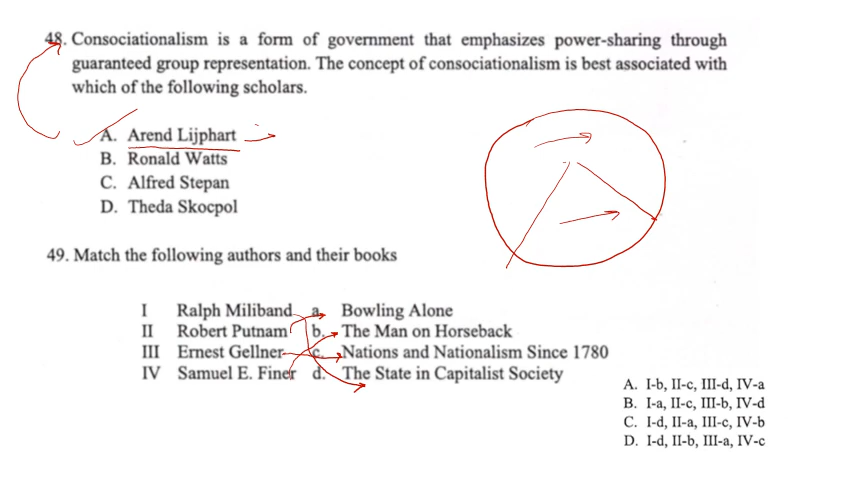 48. Consociationalism is a form of government that emphasizes power-sharing through
guaranteed group representation. The concept of consociationalism is best associated with
which of the following scholars.
A. Arend Lijphart
B. Ronald Watts
C. Alfred Stepan
D. Theda Skocpol
49. Match the following authors and their books
I Ralph Miliband a. Bowling Alone
II Robert Putnam b. The Man on Horseback
III Ernest Gellner c. Nations and Nationalism Since 1780
IV Samuel E. Finer d. The State in Capitalist Society
A. I-b, II-c, III-d, IV-a
B. I-a, II-c, III-b, IV-d
C. I-d, II-a, III-c, IV-b
D. I-d, II-b, III-a, IV-c